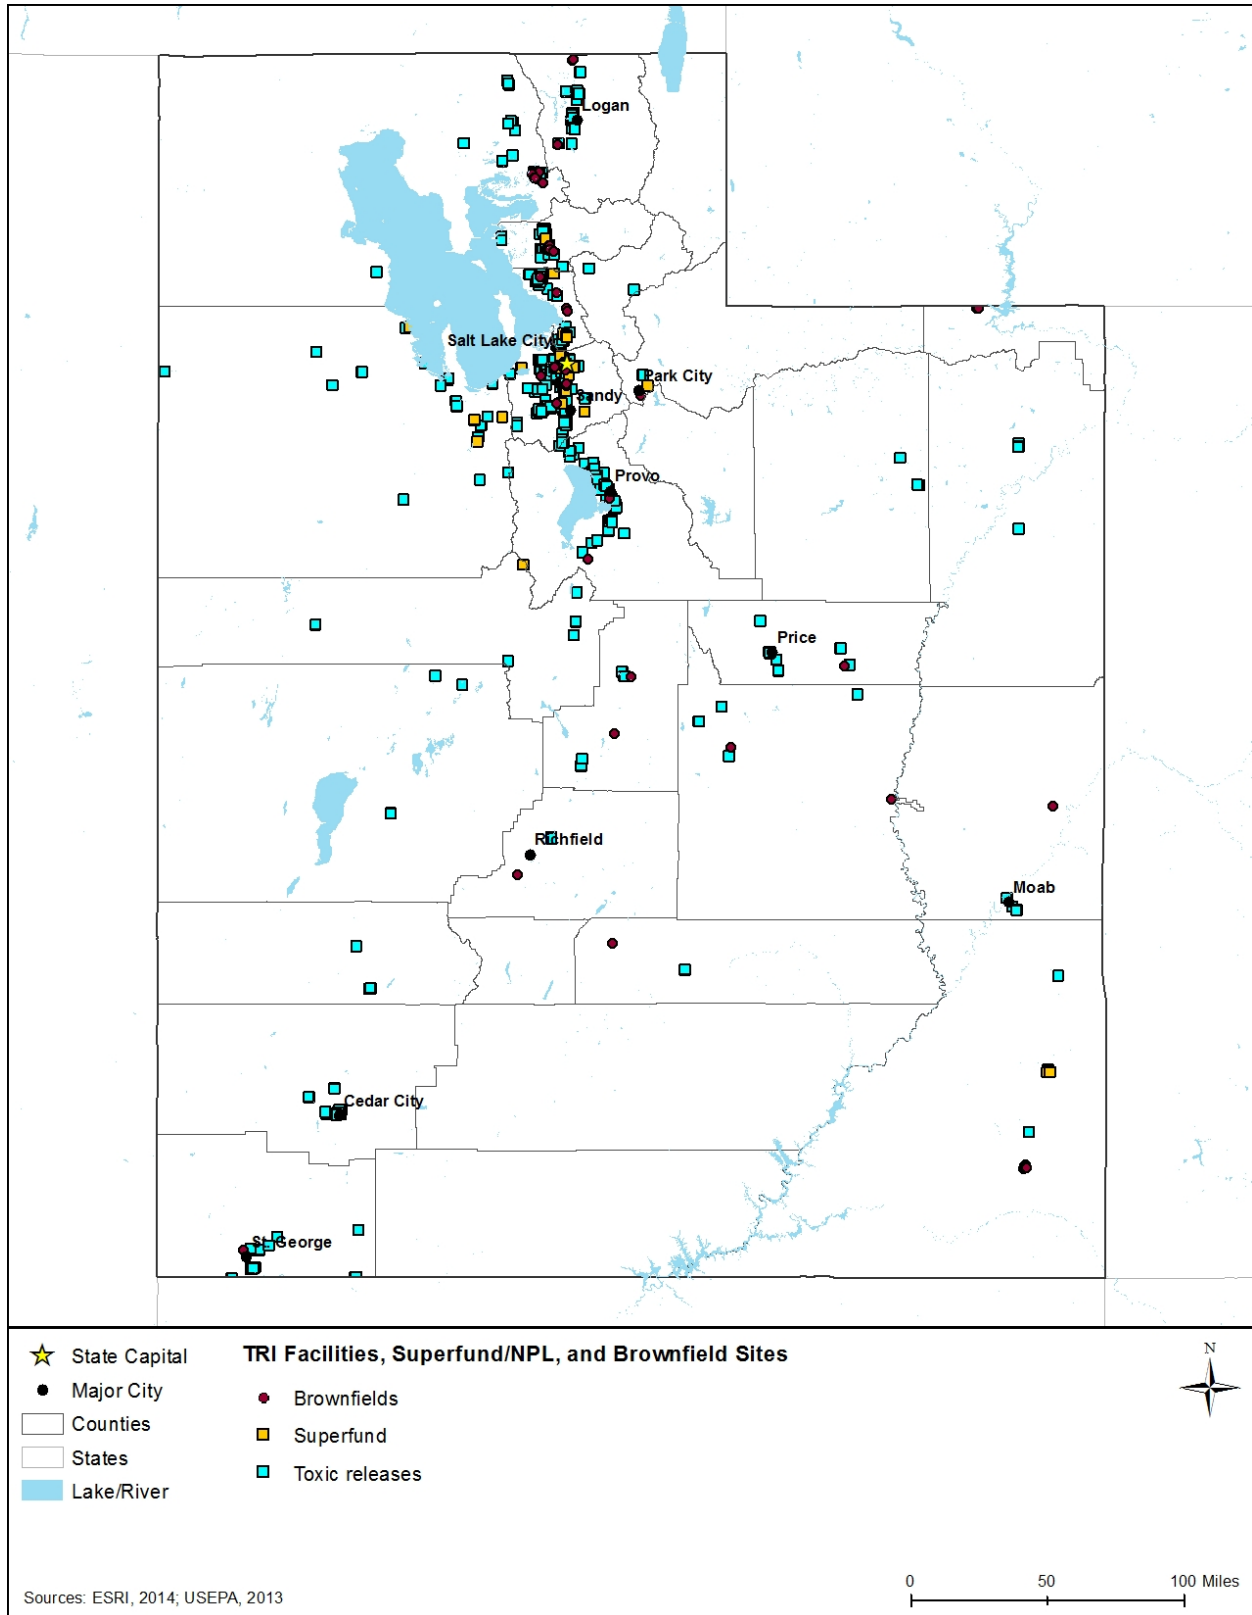 Logan
Salt Lake City
Park City
Sandy
Provo
Price
Richfield
Moab
Cedar City
St. George
State Capital
Major City
Counties
States
Lake/River
TRI Facilities, Superfund/NPL, and Brownfield Sites
Brownfields
Superfund
Toxic releases
N
Sources: ESRI, 2014; USEPA, 2013
0 50 100 Miles